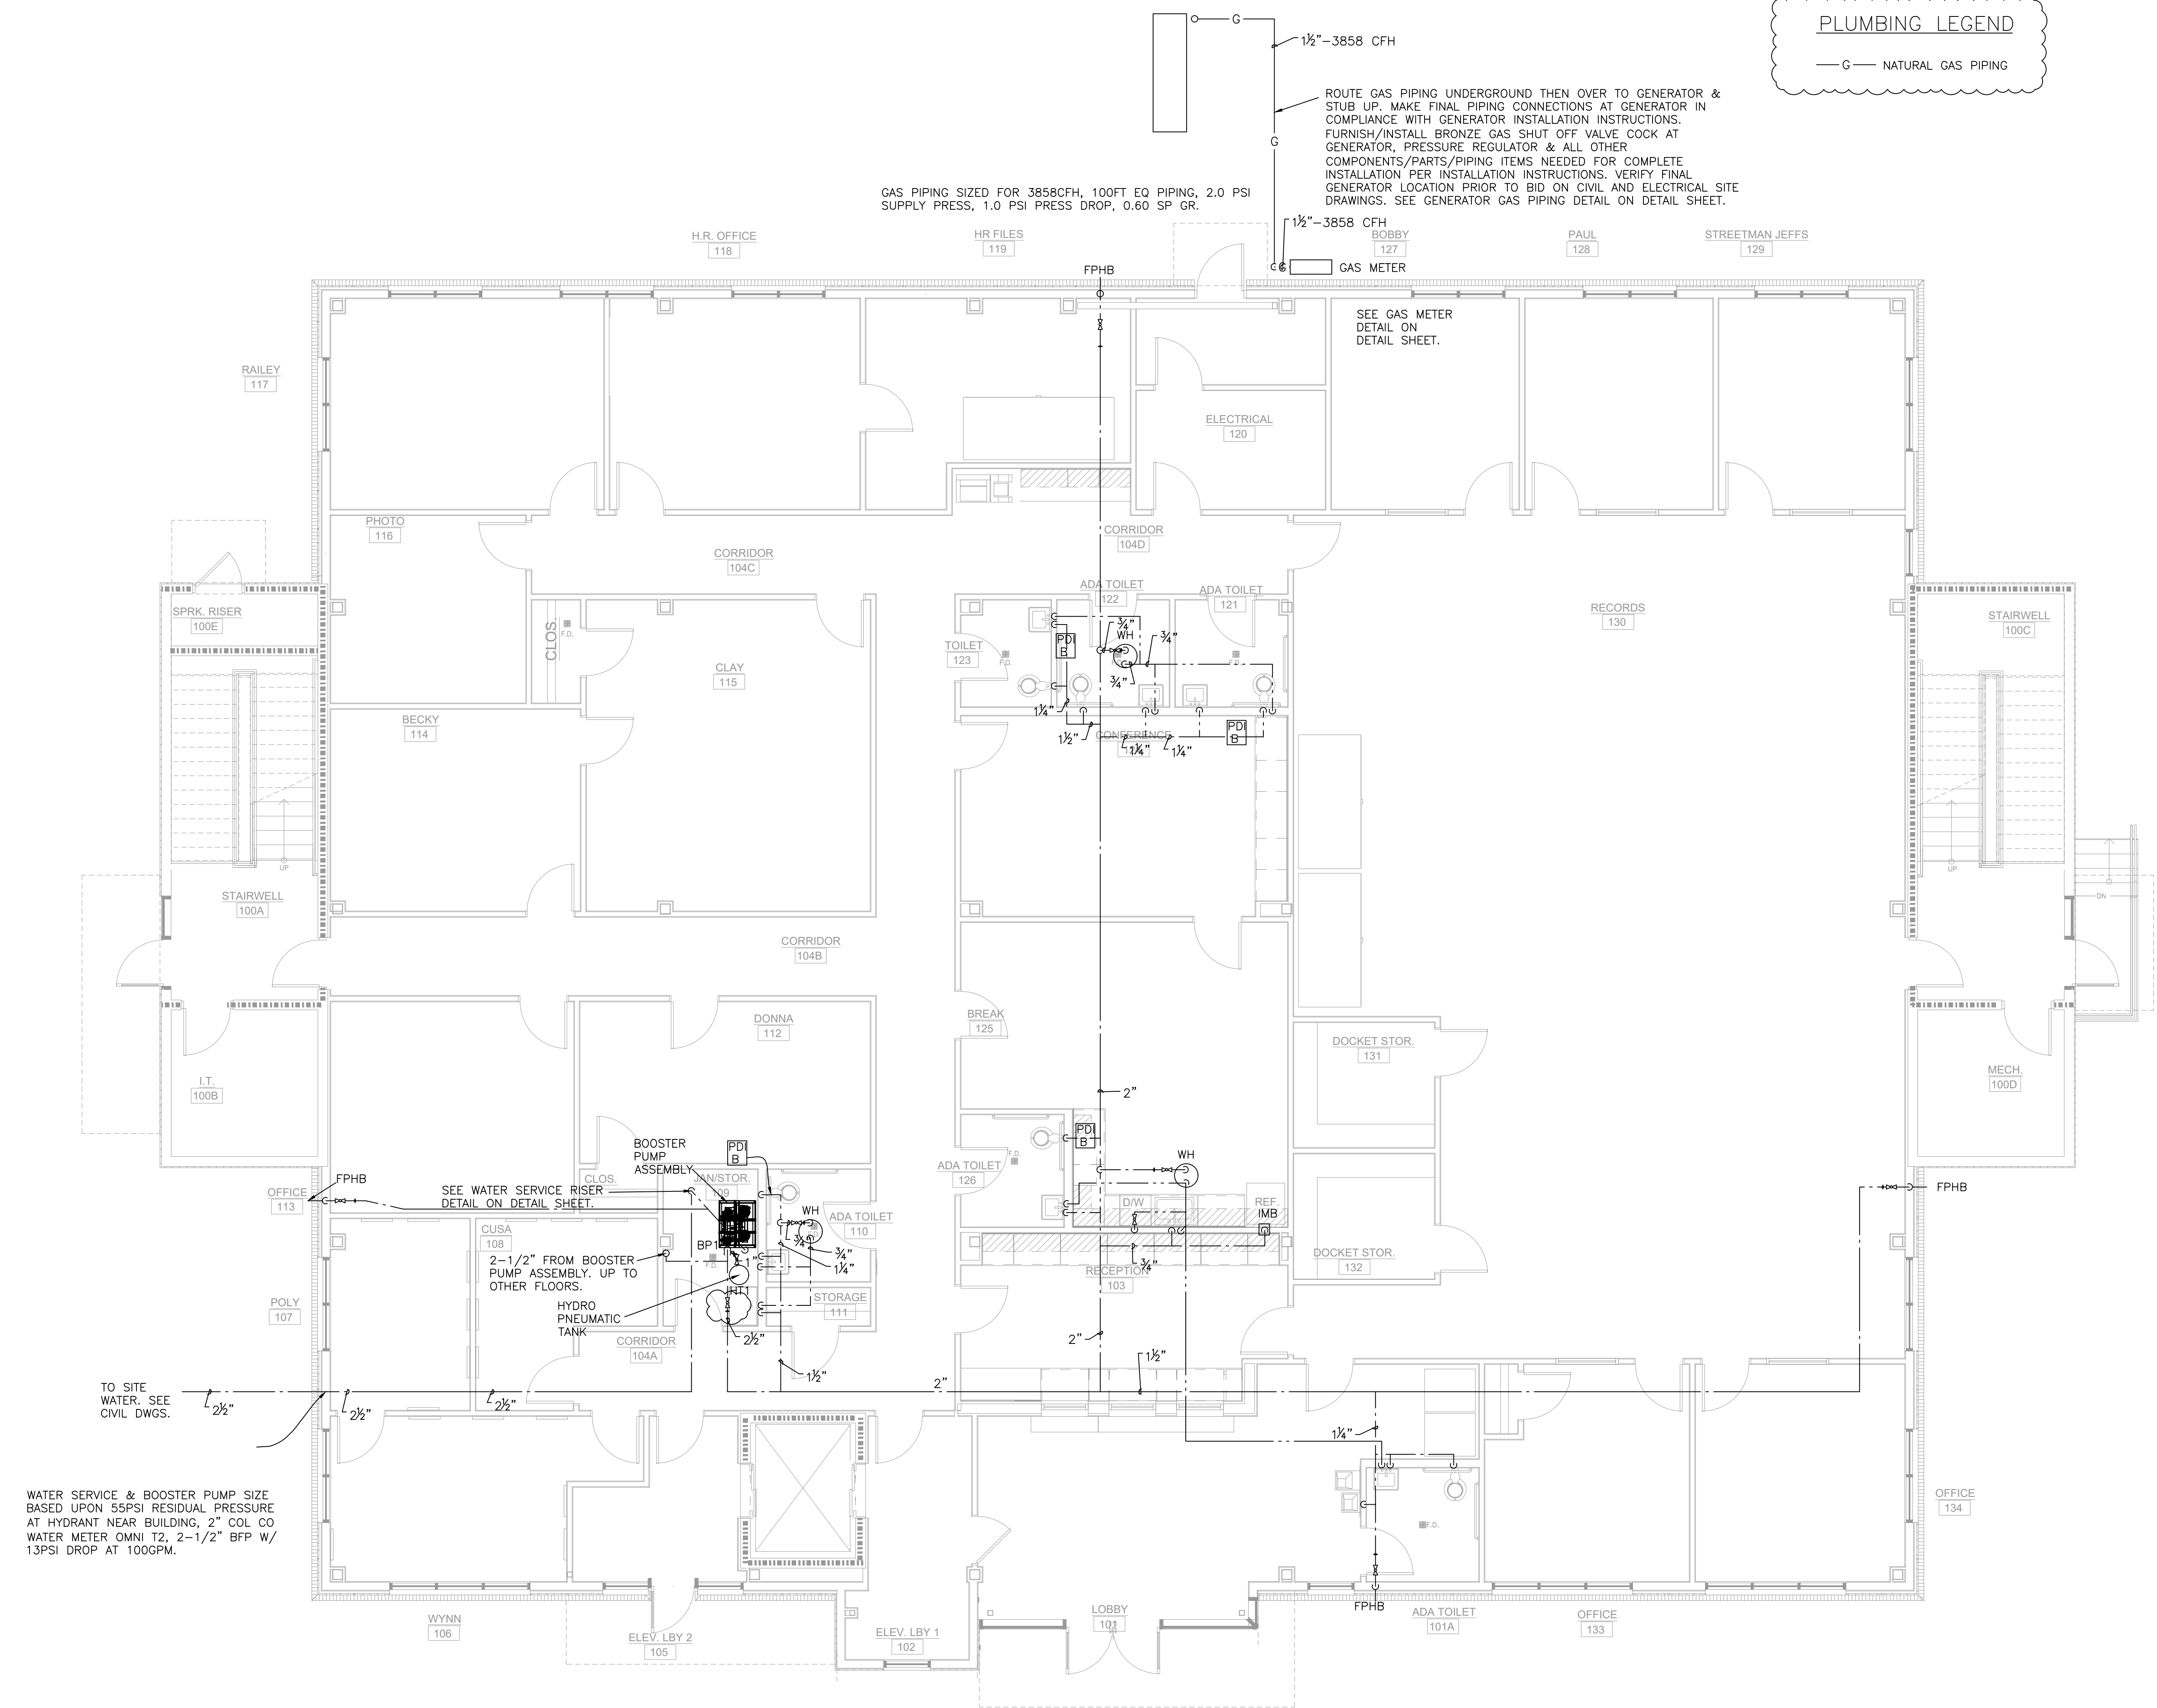 PLUMBING LEGEND
G NATURAL GAS PIPING
G
1½"-3858 CFH
ROUTE GAS PIPING UNDERGROUND THEN OVER TO GENERATOR &
STUB UP. MAKE FINAL PIPING CONNECTIONS AT GENERATOR IN
COMPLIANCE WITH GENERATOR INSTALLATION INSTRUCTIONS.
FURNISH/INSTALL BRONZE GAS SHUT OFF VALVE COCK AT
GENERATOR, PRESSURE REGULATOR & ALL OTHER
COMPONENTS/PARTS/PIPING ITEMS NEEDED FOR COMPLETE
INSTALLATION PER INSTALLATION INSTRUCTIONS. VERIFY FINAL
GENERATOR LOCATION PRIOR TO BID ON CIVIL AND ELECTRICAL SITE
DRAWINGS. SEE GENERATOR GAS PIPING DETAIL ON DETAIL SHEET.
G
GAS PIPING SIZED FOR 3858CFH, 100FT EQ PIPING, 2.0 PSI
SUPPLY PRESS, 1.0 PSI PRESS DROP, 0.60 SP GR.
1½"-3858 CFH
H.R. OFFICE
118
HR FILES
119
BOBBY
127
PAUL
128
STREETMAN JEFFS
129
FPHB
G
GAS METER
SEE GAS METER
DETAIL ON
DETAIL SHEET.
RAILEY
117
ELECTRICAL
120
PHOTO
116
CORRIDOR
104C
CORRIDOR
104D
SPRK. RISER
100E
CLOS.
F.D.
ADA TOILET
122
ADA TOILET
121
RECORDS
130
STAIRWELL
100C
TOILET
123
PDI
B
¾"
WH
¾"
F.D.
F.D.
F.D.
¾"
CLAY
115
BECKY
114
1¼"
1½"
CONFERENCE
1¼"
1¼"
PDI
B
UP
UP
STAIRWELL
100A
DN
CORRIDOR
104B
DONNA
112
BREAK
125
DOCKET STOR.
131
I.T.
100B
MECH.
100D
2"
BOOSTER
PUMP
ASSEMBLY
PDI
B
PDI
B
WH
F.D.
ADA TOILET
126
FPHB
OFFICE
113
SEE WATER SERVICE RISER
DETAIL ON DETAIL SHEET.
CLOS.
JAN/STOR.
109
WH
ADA TOILET
110
D/W
REF.
IMB
FPHB
CUSA
108
BP1
¾"
¾"
1"
1¼"
F.D.
2-1/2" FROM BOOSTER
PUMP ASSEMBLY. UP TO
OTHER FLOORS.
¾"
RECEPTION
103
DOCKET STOR.
132
HT1
HYDRO
PNEUMATIC
TANK
STORAGE
111
POLY
107
CORRIDOR
104A
2½"
1½"
2"
1½"
TO SITE
WATER. SEE
CIVIL DWGS.
2½"
2½"
2½"
2"
1¼"
WATER SERVICE & BOOSTER PUMP SIZE
BASED UPON 55PSI RESIDUAL PRESSURE
AT HYDRANT NEAR BUILDING, 2" COL CO
WATER METER OMNI T2, 2-1/2" BFP W/
13PSI DROP AT 100GPM.
F.D.
OFFICE
134
FPHB
WYNN
106
ELEV. LBY 2
105
ELEV. LBY 1
102
LOBBY
101
ADA TOILET
101A
OFFICE
133